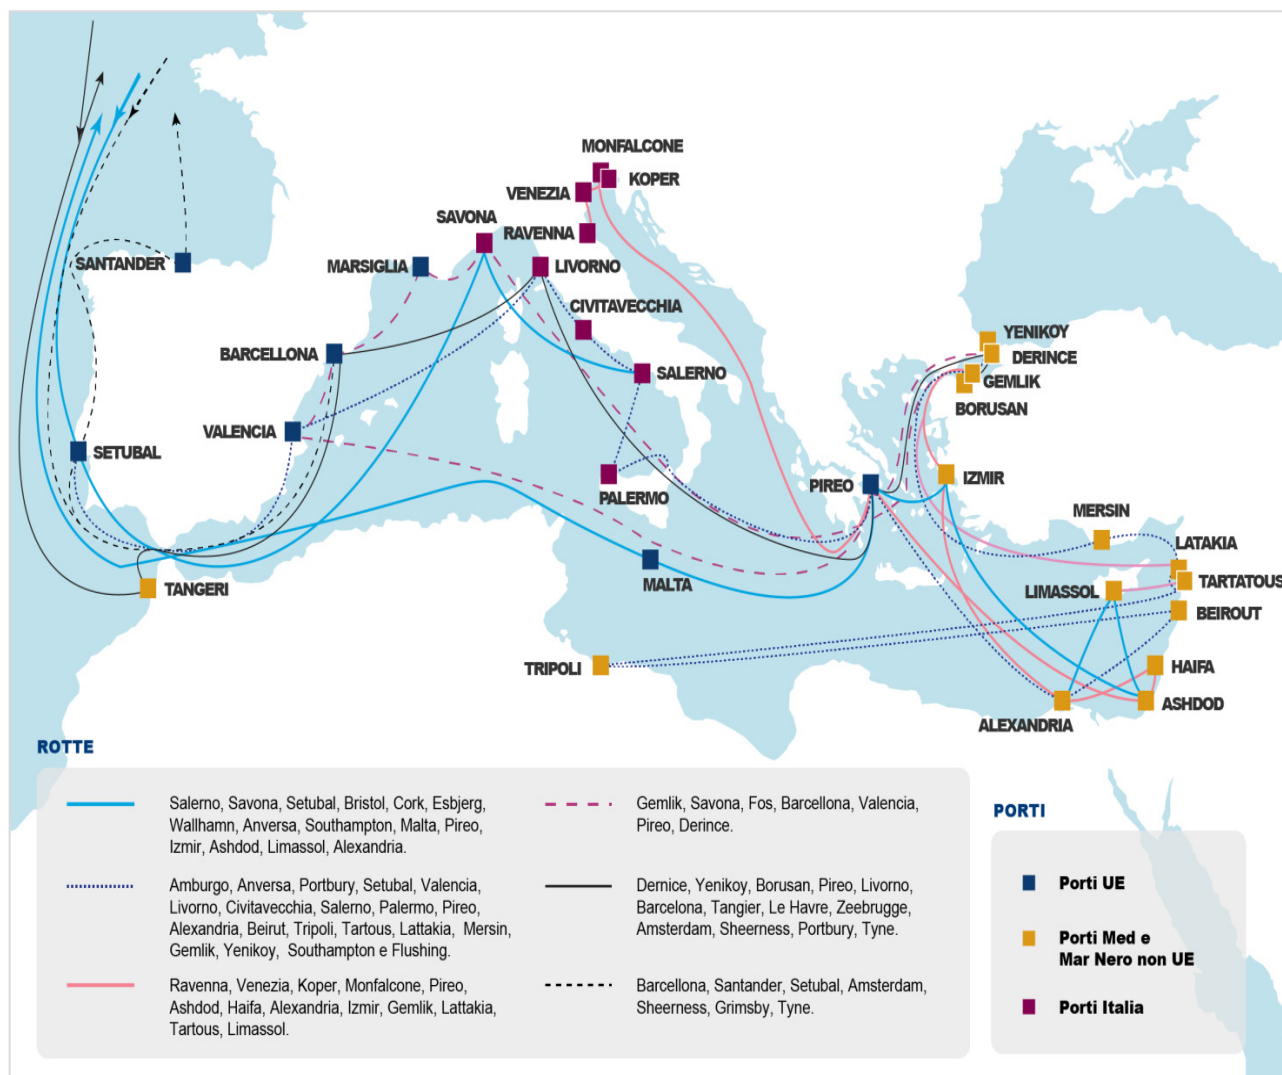 MONFALCONE
KOPER
VENEZIA
SAVONA
RAVENNA
SANTANDER
MARSIGLIA
LIVORNO
CIVITAVECCHIA
YENIKOY
BARCELLONA
DERINCE
SALERNO
GEMLIK
BORUSAN
VALENCIA
SETUBAL
PALERMO
PIREO
IZMIR
MERSIN
LATAKIA
TANGERI
MALTA
LIMASSOL
TARTATOUS
BEIROUT
TRIPOLI
HAIFA
ASHDOD
ALEXANDRIA
ROTTE
Salerno, Savona, Setubal, Bristol, Cork, Esbjerg,
Wallhamn, Anversa, Southampton, Malta, Pireo,
Izmir, Ashdod, Limassol, Alexandria.
Amburgo, Anversa, Portbury, Setubal, Valencia,
Livorno, Civitavecchia, Salerno, Palermo, Pireo,
Alexandria, Beirut, Tripoli, Tartous, Lattakia, Mersin,
Gemlik, Yenikoy, Southampton e Flushing.
Ravenna, Venezia, Koper, Monfalcone, Pireo,
Ashdod, Haifa, Alexandria, Izmir, Gemlik, Lattakia,
Tartous, Limassol.
Gemlik, Savona, Fos, Barcellona, Valencia,
Pireo, Derince.
Dernice, Yenikoy, Borusan, Pireo, Livorno,
Barcelona, Tangier, Le Havre, Zeebrugge,
Amsterdam, Sheerness, Portbury, Tyne.
Barcellona, Santander, Setubal, Amsterdam,
Sheerness, Grimsby, Tyne.
PORTI
Porti UE
Porti Med e
Mar Nero non UE
Porti Italia